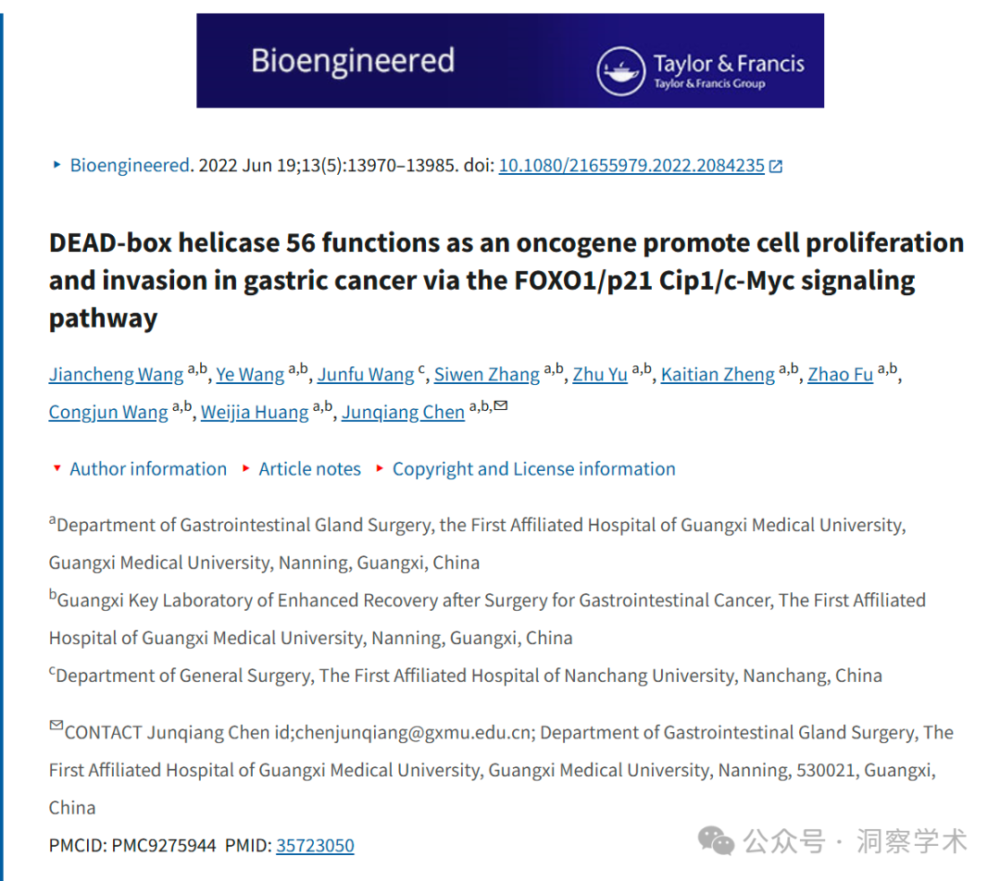 Bioengineered
Taylor & Francis
Taylor & Francis Group
Bioengineered. 2022 Jun 19;13(5):13970–13985. doi: 10.1080/21655979.2022.2084235
DEAD-box helicase 56 functions as an oncogene promote cell proliferation
and invasion in gastric cancer via the FOXO1/p21 Cip1/c-Myc signaling
pathway
Jiancheng Wang a,b, Ye Wang a,b, Junfu Wang c, Siwen Zhang a,b, Zhu Yu a,b, Kaitian Zheng a,b, Zhao Fu a,b,
Congjun Wang a,b, Weijia Huang a,b, Junqiang Chen a,b,✉
Author information Article notes Copyright and License information
aDepartment of Gastrointestinal Gland Surgery, the First Affiliated Hospital of Guangxi Medical University,
Guangxi Medical University, Nanning, Guangxi, China
bGuangxi Key Laboratory of Enhanced Recovery after Surgery for Gastrointestinal Cancer, The First Affiliated
Hospital of Guangxi Medical University, Nanning, Guangxi, China
cDepartment of General Surgery, The First Affiliated Hospital of Nanchang University, Nanchang, China
✉CONTACT Junqiang Chen id;chenjunqiang@gxmu.edu.cn; Department of Gastrointestinal Gland Surgery, The
First Affiliated Hospital of Guangxi Medical University, Guangxi Medical University, Nanning, 530021, Guangxi,
China
PMCID: PMC9275944 PMID: 35723050
公众号 · 洞察学术